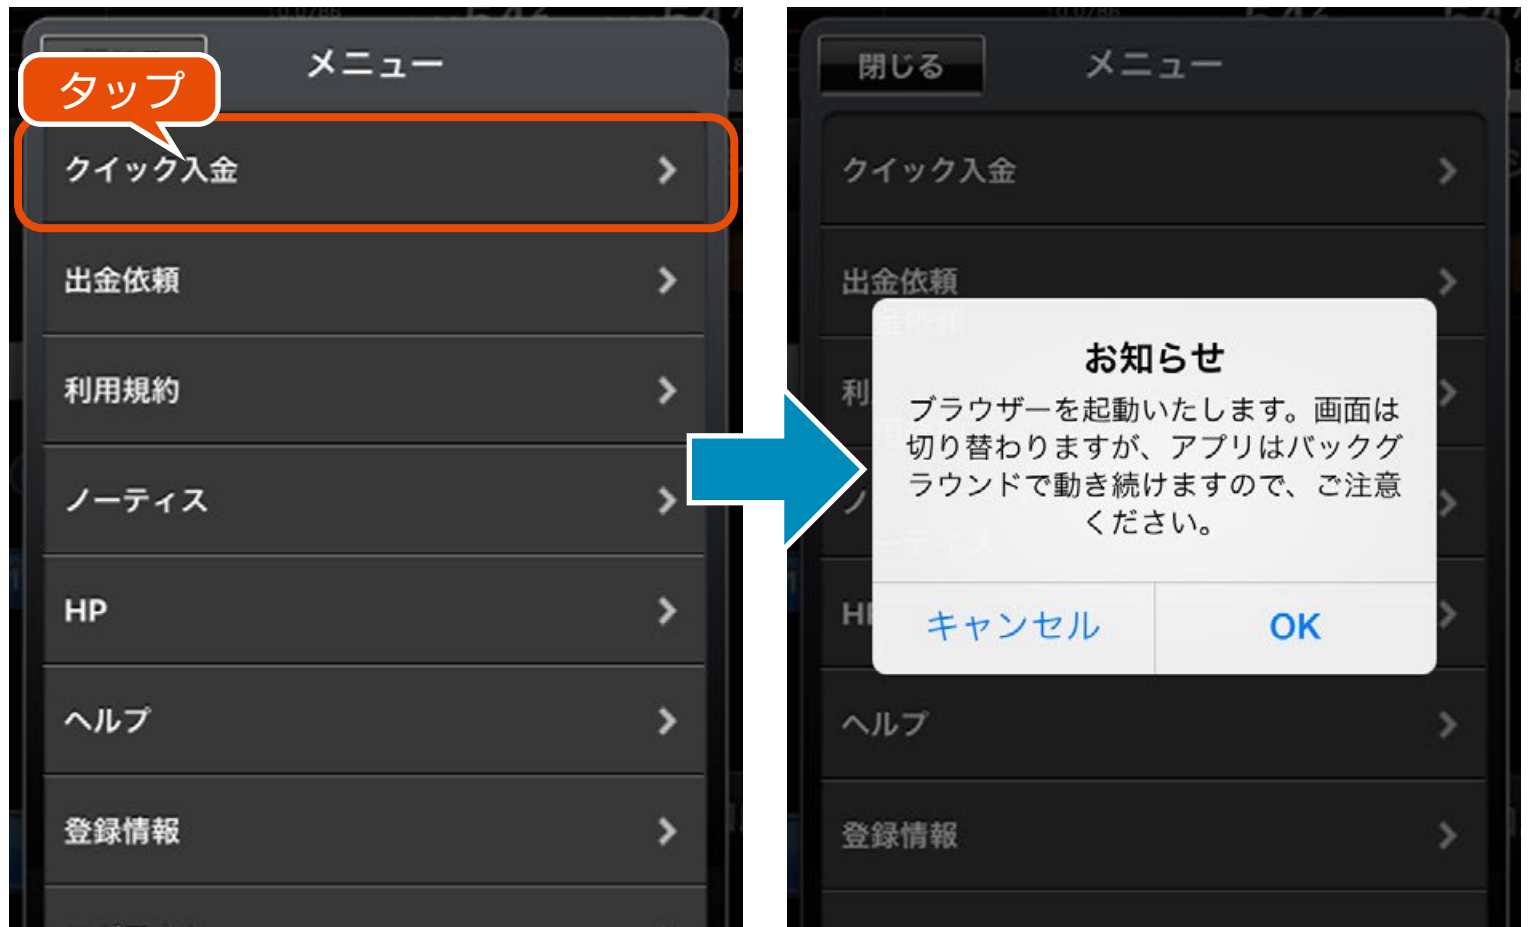 メニュー
タップ
クイック入金
出金依頼
利用規約
ノーティス
HP
ヘルプ
登録情報
閉じる
メニュー
クイック入金
出金依頼
お知らせ
ブラウザーを起動いたします。画面は
切り替わりますが、アプリはバックグ
ラウンドで動き続けますので、ご注意
ください。
キャンセル
OK
ヘルプ
登録情報